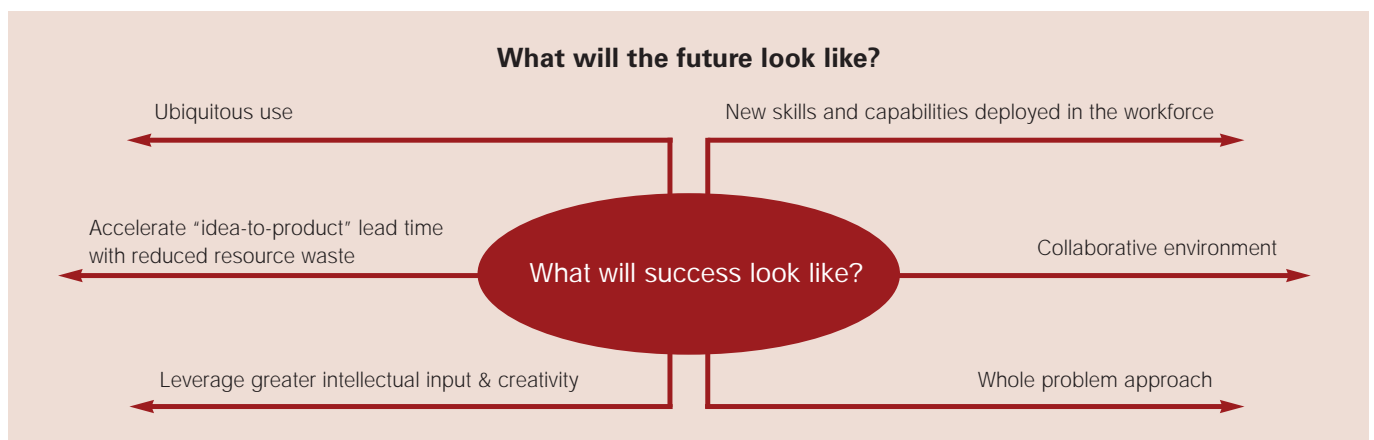 What will the future look like?
Ubiquitous use
New skills and capabilities deployed in the workforce
Accelerate “idea-to-product” lead time
with reduced resource waste
What will success look like?
Collaborative environment
Leverage greater intellectual input & creativity
Whole problem approach